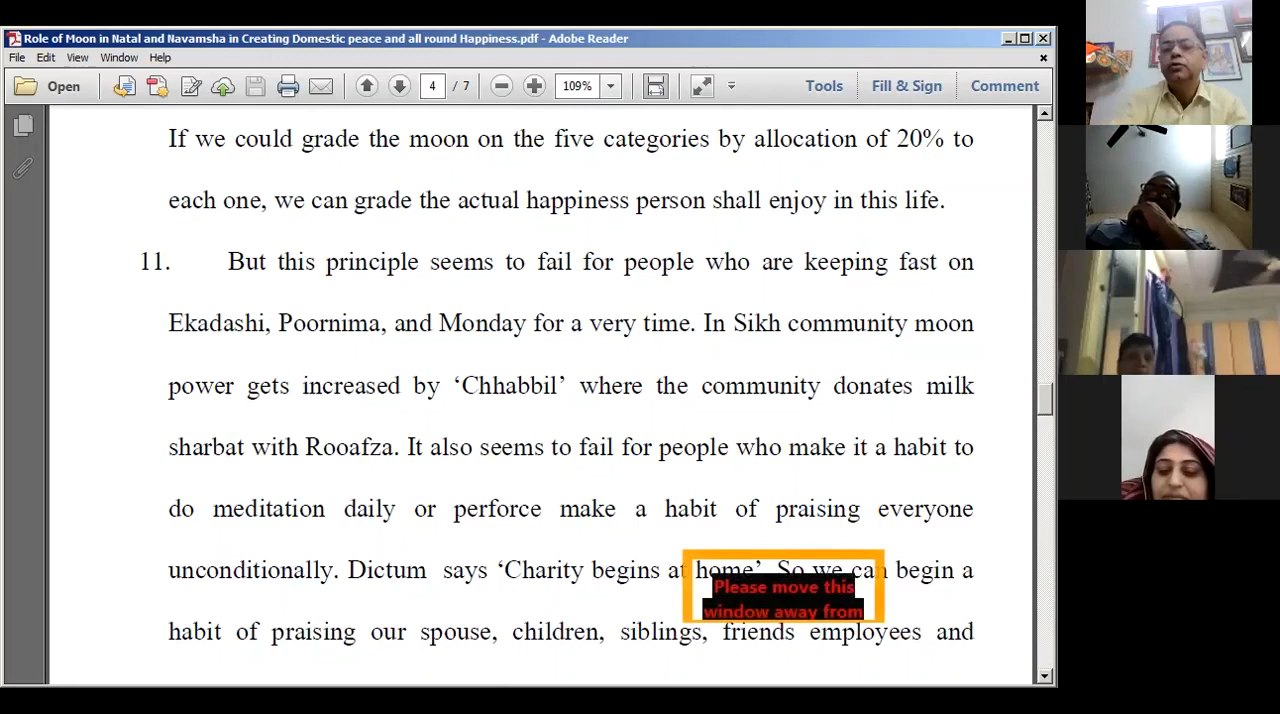 Role of Moon in Natal and Navamsha in Creating Domestic peace and all round Happiness.pdf - Adobe Reader
File Edit View Window Help
Open 4 / 7 109% Tools Fill & Sign Comment
If we could grade the moon on the five categories by allocation of 20% to
each one, we can grade the actual happiness person shall enjoy in this life.
11. But this principle seems to fail for people who are keeping fast on
Ekadashi, Poornima, and Monday for a very time. In Sikh community moon
power gets increased by ‘Chhabbil’ where the community donates milk
sharbat with Rooafza. It also seems to fail for people who make it a habit to
do meditation daily or perforce make a habit of praising everyone
unconditionally. Dictum says ‘Charity begins at home’. So we can begin a
Please move this
window away from
habit of praising our spouse, children, siblings, friends employees and